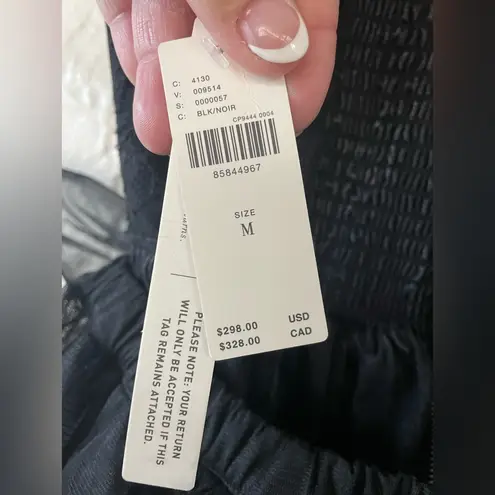 C: 4130
V: 009514
S: 0000057
C: BLK/NOIR
CP9444 0004
85844967
SIZE
M
$298.00 USD
$328.00 CAD
PLEASE NOTE: YOUR RETURN
WILL ONLY BE ACCEPTED IF THIS
TAG REMAINS ATTACHED.